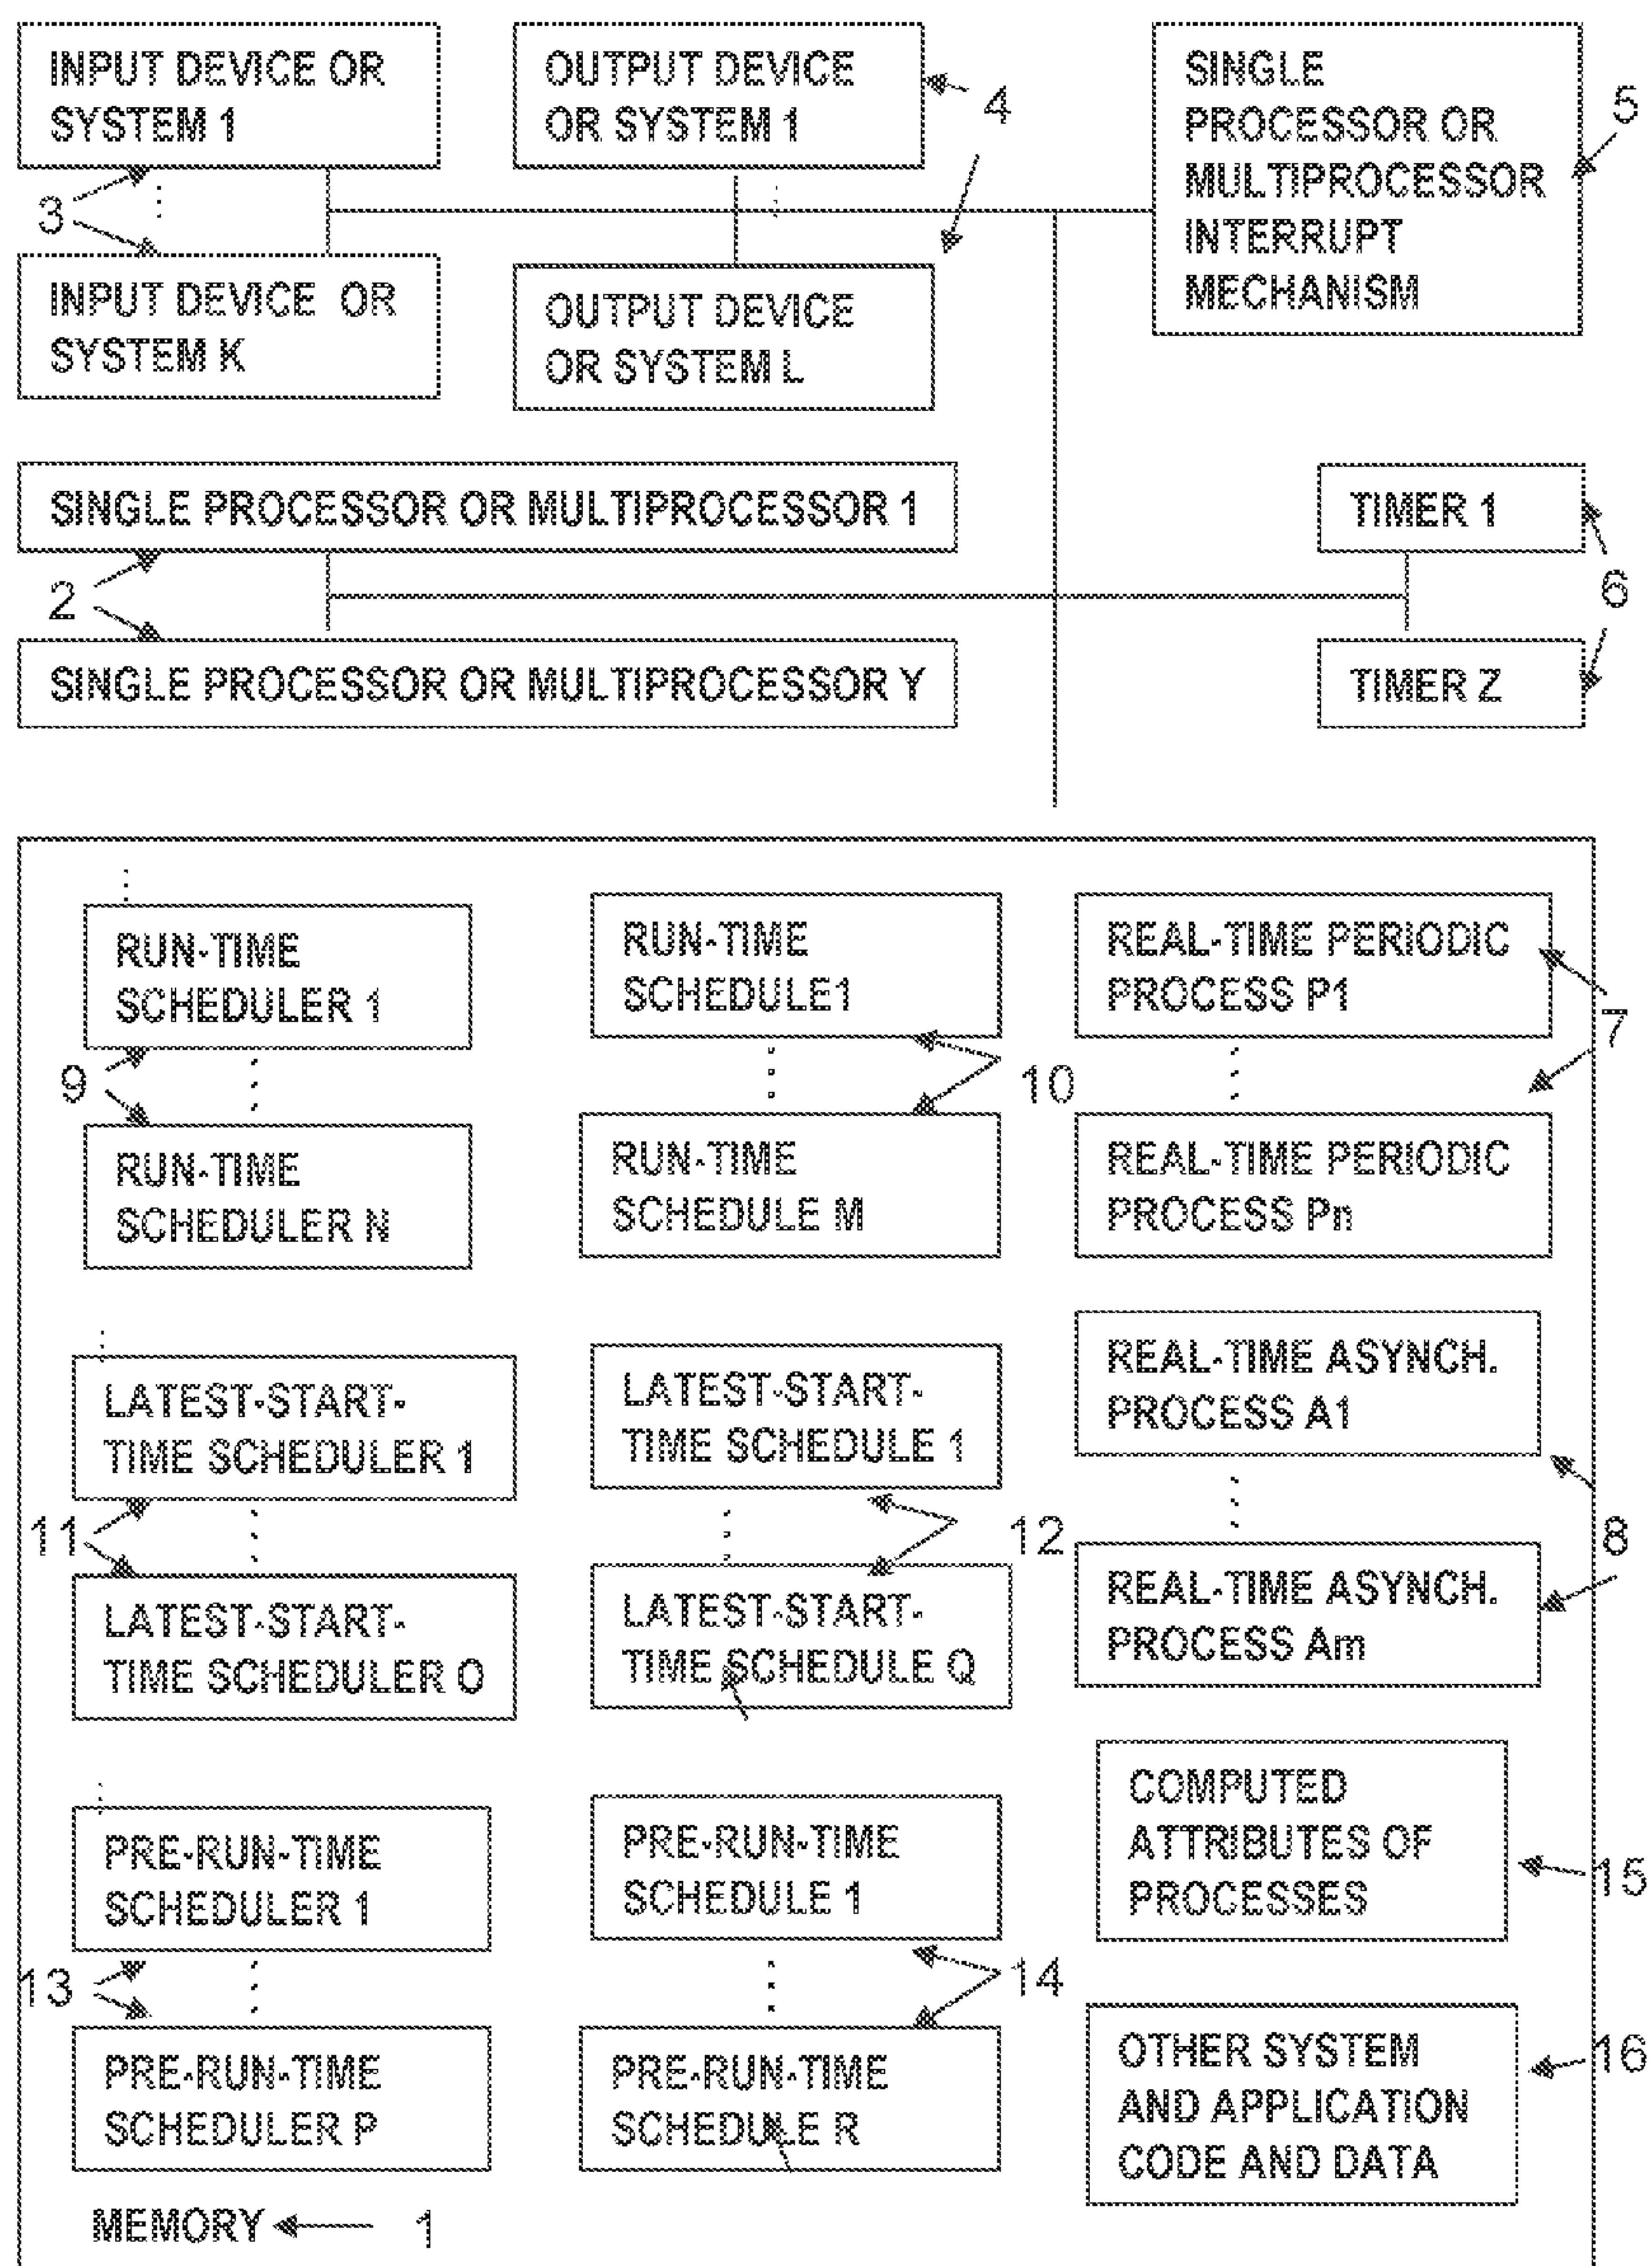 INPUT DEVICE OR
SYSTEM 1
OUTPUT DEVICE
OR SYSTEM 1
4
SINGLE
PROCESSOR OR
MULTIPROCESSOR
INTERRUPT
MECHANISM
5
3
INPUT DEVICE OR
SYSTEM K
OUTPUT DEVICE
OR SYSTEM L
SINGLE PROCESSOR OR MULTIPROCESSOR 1
TIMER 1
2
6
SINGLE PROCESSOR OR MULTIPROCESSOR Y
TIMER Z
RUN-TIME
SCHEDULER 1
RUN-TIME
SCHEDULE1
REAL-TIME PERIODIC
PROCESS P1
7
9
10
RUN-TIME
SCHEDULER N
RUN-TIME
SCHEDULE M
REAL-TIME PERIODIC
PROCESS Pn
LATEST-START-
TIME SCHEDULER 1
LATEST-START-
TIME SCHEDULE 1
REAL-TIME ASYNCH.
PROCESS A1
11
12
8
LATEST-START-
TIME SCHEDULER O
LATEST-START-
TIME SCHEDULE Q
REAL-TIME ASYNCH.
PROCESS Am
PRE-RUN-TIME
SCHEDULER 1
PRE-RUN-TIME
SCHEDULE 1
COMPUTED
ATTRIBUTES OF
PROCESSES
15
13
14
PRE-RUN-TIME
SCHEDULER P
PRE-RUN-TIME
SCHEDULE R
OTHER SYSTEM
AND APPLICATION
CODE AND DATA
16
MEMORY
1